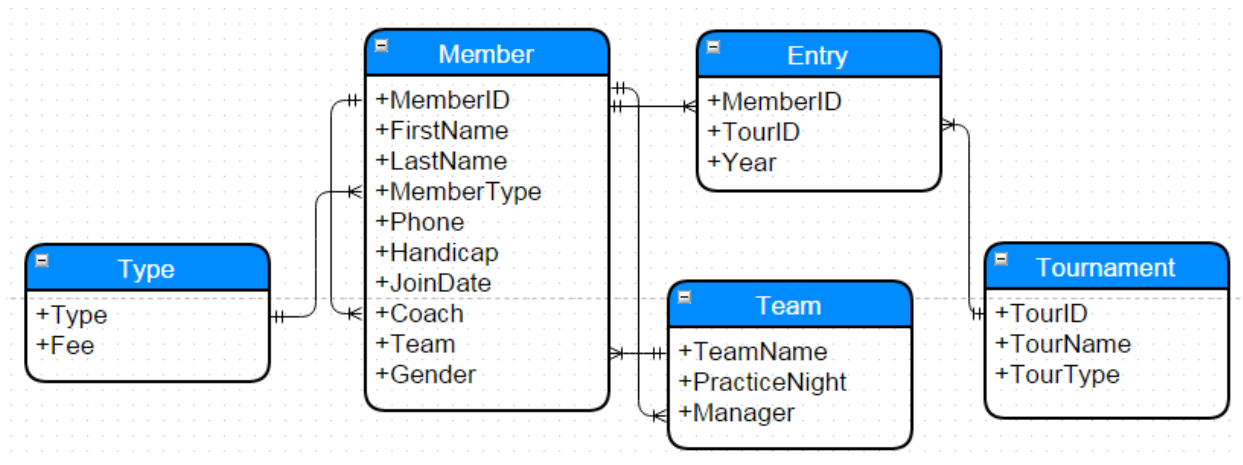 Member
+MemberID
+FirstName
+LastName
+MemberType
+Phone
+Handicap
+JoinDate
+Coach
+Team
+Gender
Entry
+MemberID
+TourID
+Year
Type
+Type
+Fee
Team
+TeamName
+PracticeNight
+Manager
Tournament
+TourID
+TourName
+TourType